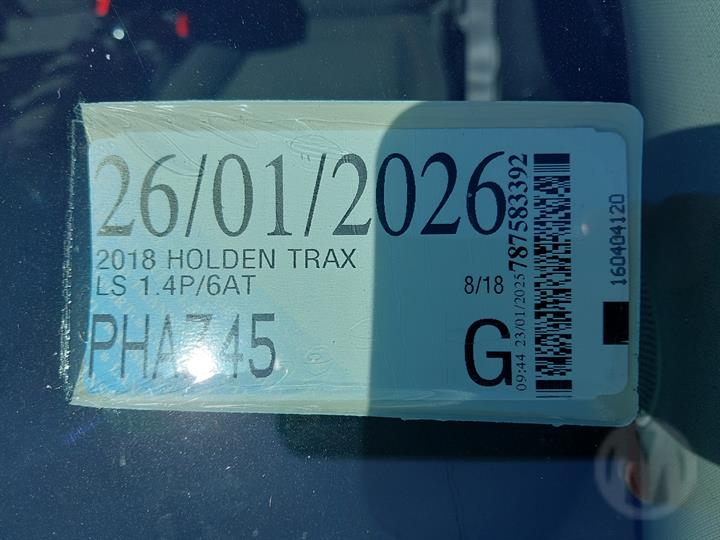 26/01/2026
2018 HOLDEN TRAX
LS 1.4P/6AT 8/18
G
09:44 23/01/2025 787583392
160404120